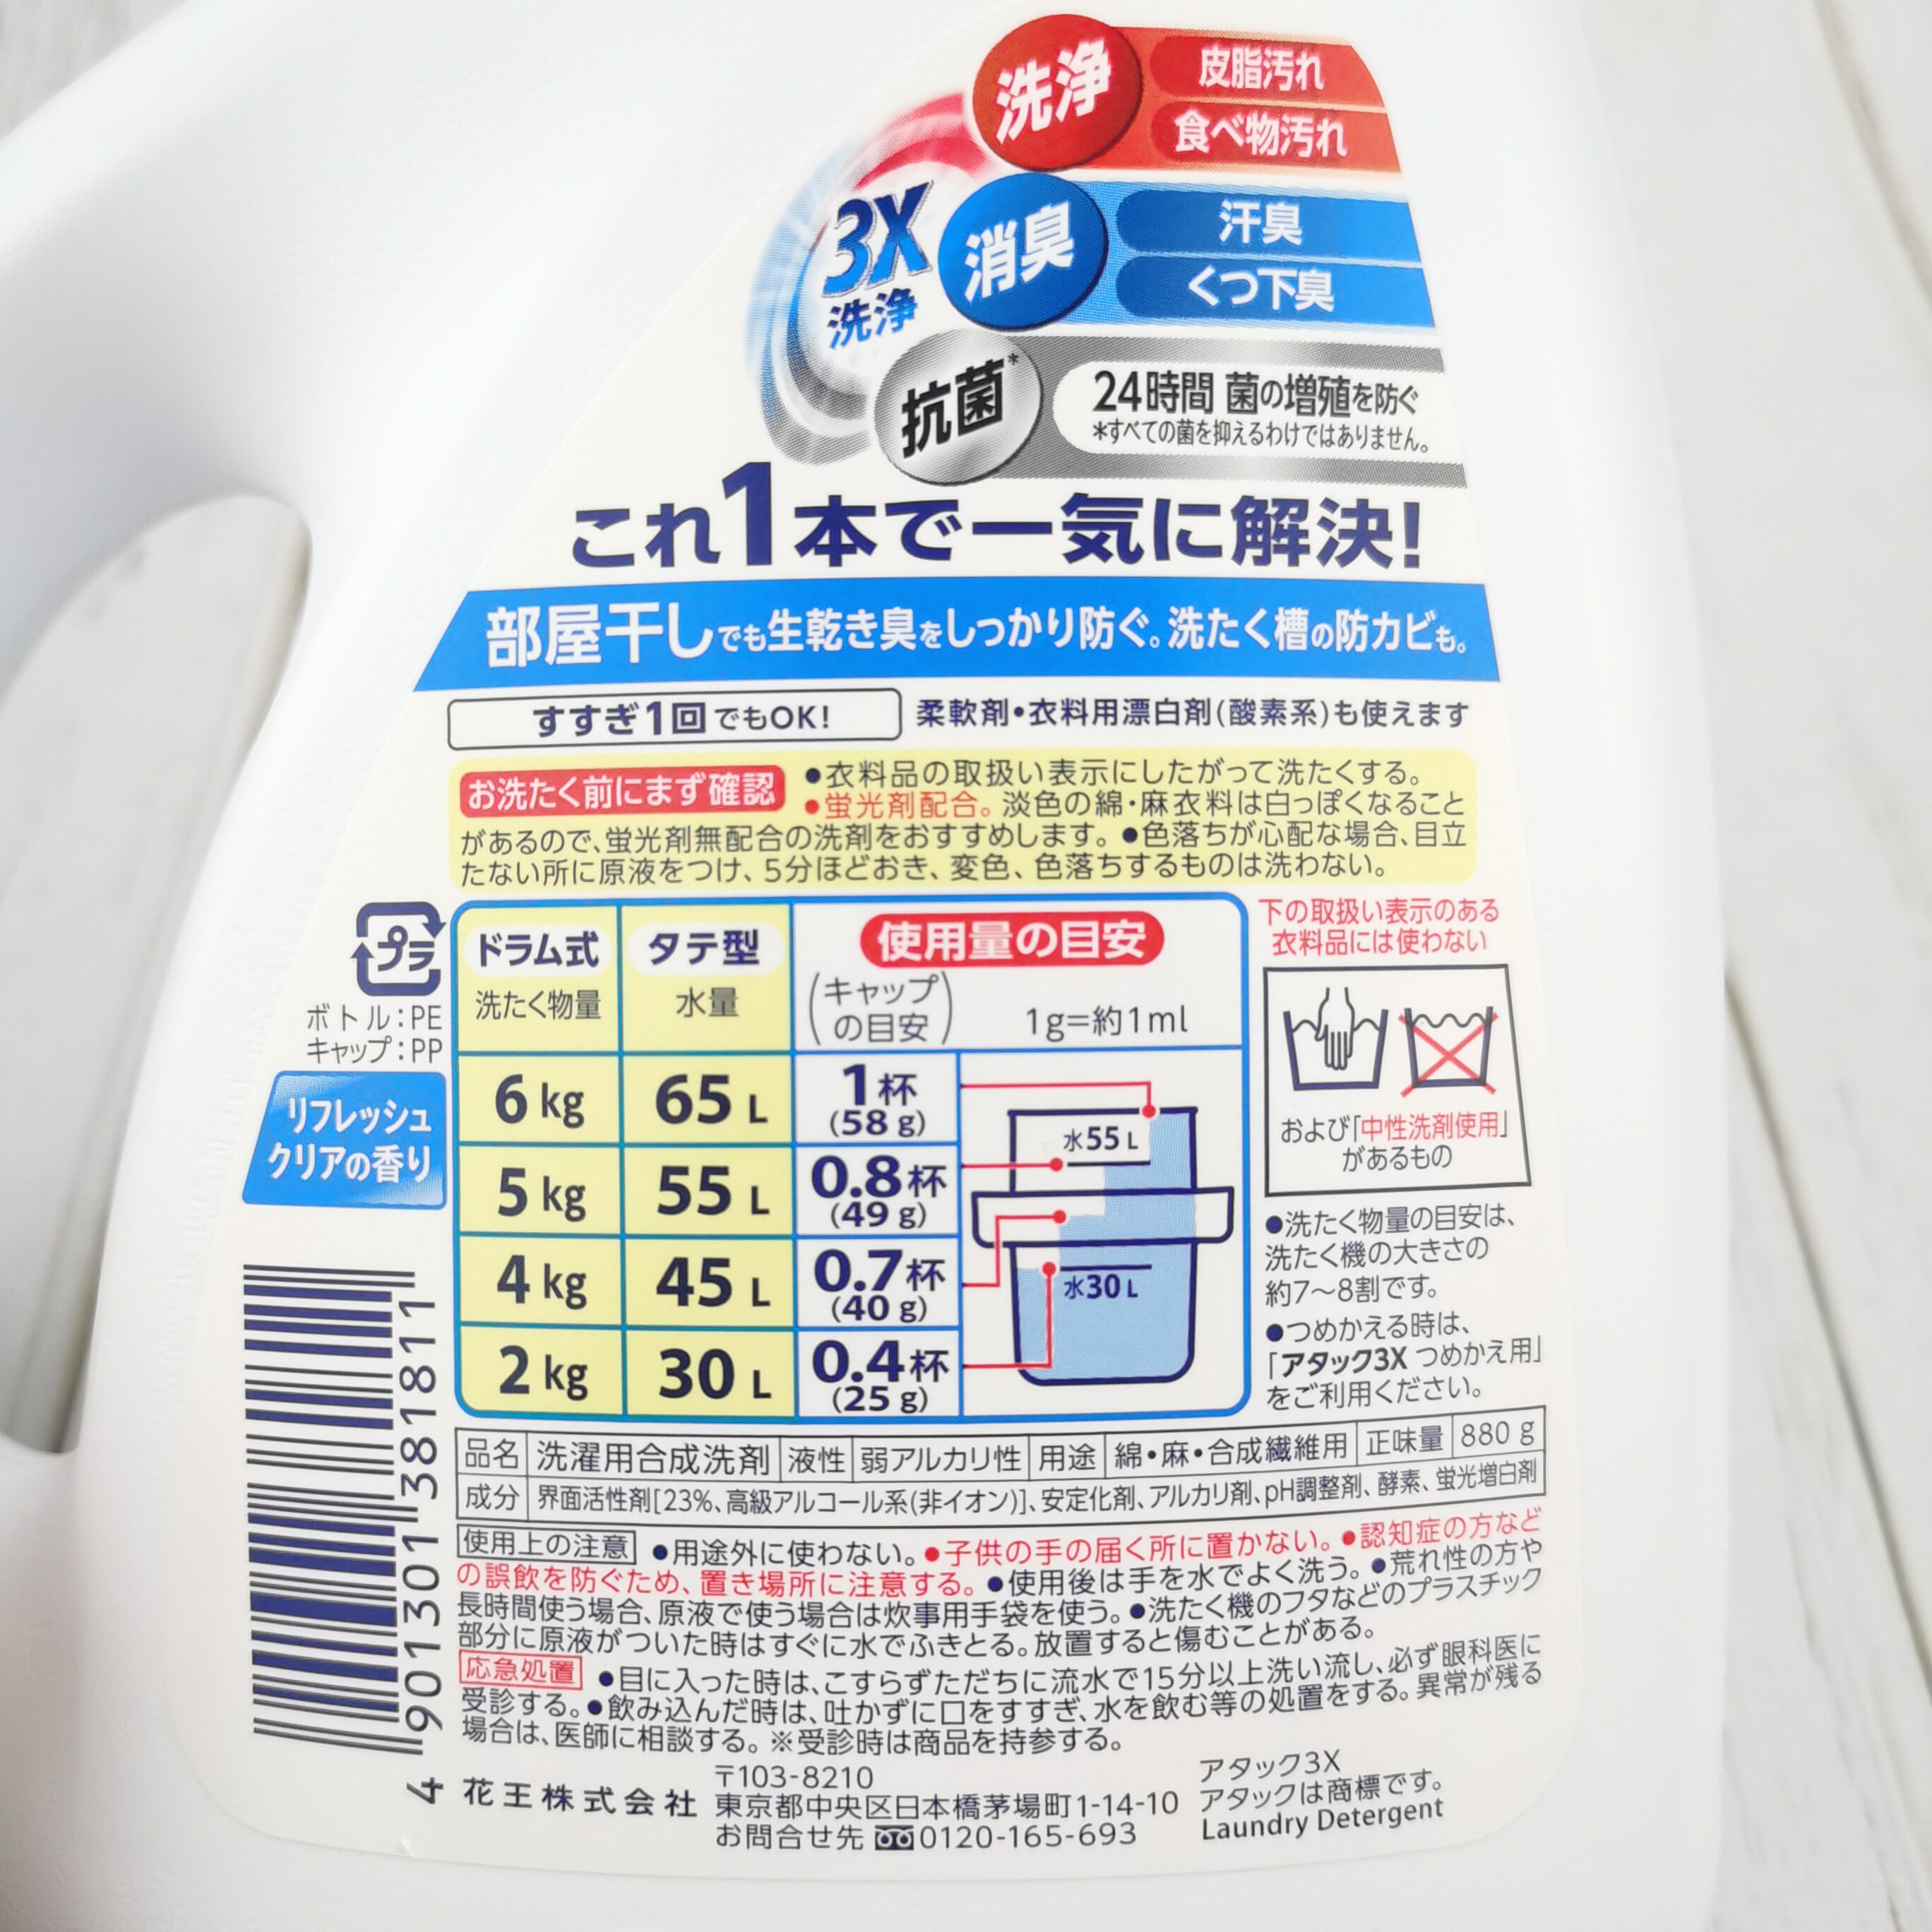 洗浄
皮脂汚れ
食べ物汚れ
3X
洗浄
消臭
汗臭
くつ下臭
抗菌*
24時間 菌の増殖を防ぐ
*すべての菌を抑えるわけではありません。
これ1本で一気に解決!
部屋干しでも生乾き臭をしっかり防ぐ。洗たく槽の防カビも。
すすぎ1回でもOK!
柔軟剤・衣料用漂白剤(酸素系)も使えます
お洗たく前にまず確認 ●衣料品の取扱い表示にしたがって洗たくする。
●蛍光剤配合。淡色の綿・麻衣料は白っぽくなること
があるので、蛍光剤無配合の洗剤をおすすめします。●色落ちが心配な場合、目立
たない所に原液をつけ、5分ほどおき、変色、色落ちするものは洗わない。
プラ
ボトル:PE
キャップ:PP
リフレッシュ
クリアの香り
ドラム式 タテ型 使用量の目安
洗たく物量 水量 (キャップの目安) 1g=約1ml
6kg 65L 1杯
(58g)
5kg 55L 0.8杯
(49g)
4kg 45L 0.7杯
(40g)
2kg 30L 0.4杯
(25g)
水55L
水30L
下の取扱い表示のある
衣料品には使わない
および「中性洗剤使用」
があるもの
●洗たく物量の目安は、
洗たく機の大きさの
約7～8割です。
●つめかえる時は、
「アタック3X つめかえ用」
をご利用ください。
品名 洗濯用合成洗剤 液性 弱アルカリ性 用途 綿・麻・合成繊維用 正味量 880g
成分 界面活性剤[23%、高級アルコール系(非イオン)]、安定化剤、アルカリ剤、pH調整剤、酵素、蛍光増白剤
使用上の注意 ●用途外に使わない。●子供の手の届く所に置かない。●認知症の方など
の誤飲を防ぐため、置き場所に注意する。●使用後は手を水でよく洗う。●荒れ性の方や
長時間使う場合、原液で使う場合は炊事用手袋を使う。●洗たく機のフタなどのプラスチック
部分に原液がついた時はすぐに水でふきとる。放置すると傷むことがある。
応急処置 ●目に入った時は、こすらずただちに流水で15分以上洗い流し、必ず眼科医に
受診する。●飲み込んだ時は、吐かずに口をすすぎ、水を飲む等の処置をする。異常が残る
場合は、医師に相談する。※受診時は商品を持参する。
4 901301 381811
花王株式会社
〒103-8210
東京都中央区日本橋茅場町1-14-10
お問合せ先 0120-165-693
アタック3X
アタックは商標です。
Laundry Detergent